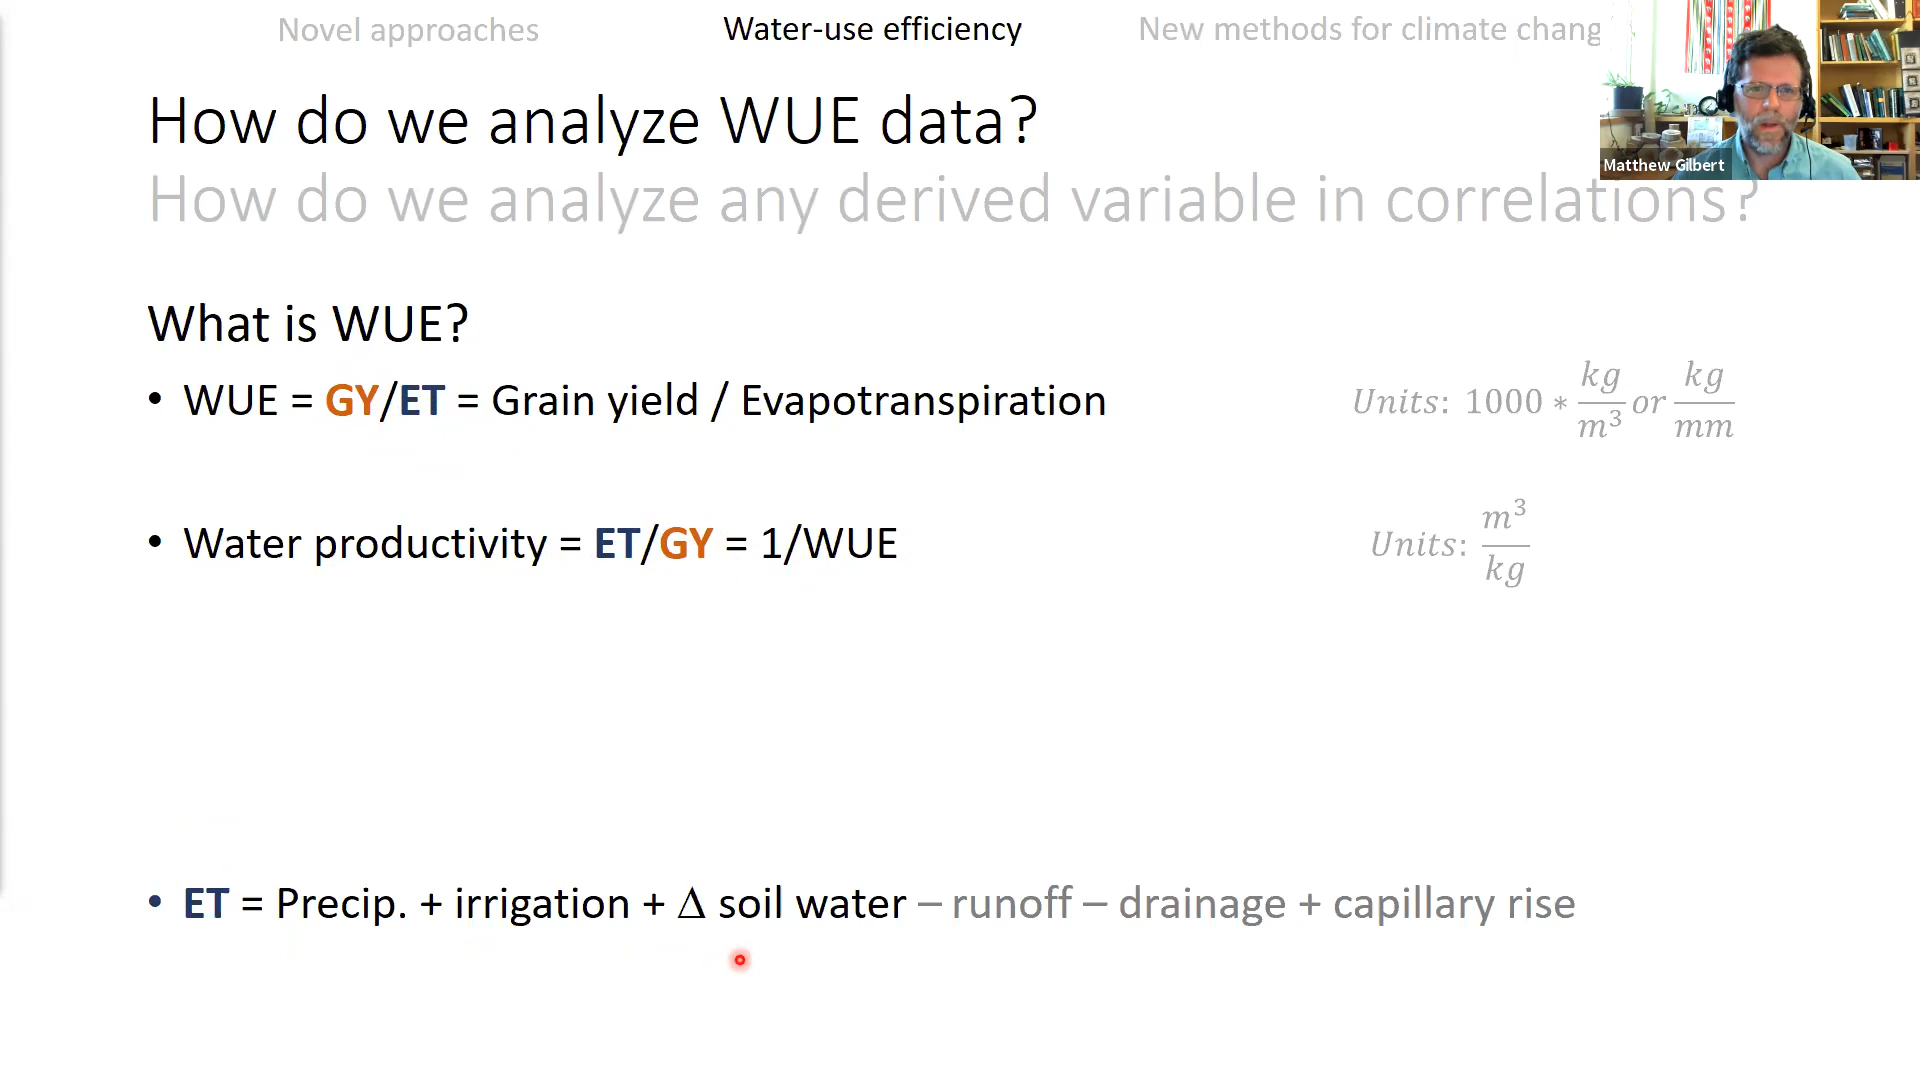 Novel approaches
Water-use efficiency
New methods for climate chang
Matthew Gilbert
How do we analyze WUE data?
How do we analyze any derived variable in correlations?
What is WUE?
• WUE = GY/ET = Grain yield / Evapotranspiration
Units: 1000 * kg/m³ or kg/mm
• Water productivity = ET/GY = 1/WUE
Units: m³/kg
• ET = Precip. + irrigation + Δ soil water – runoff – drainage + capillary rise